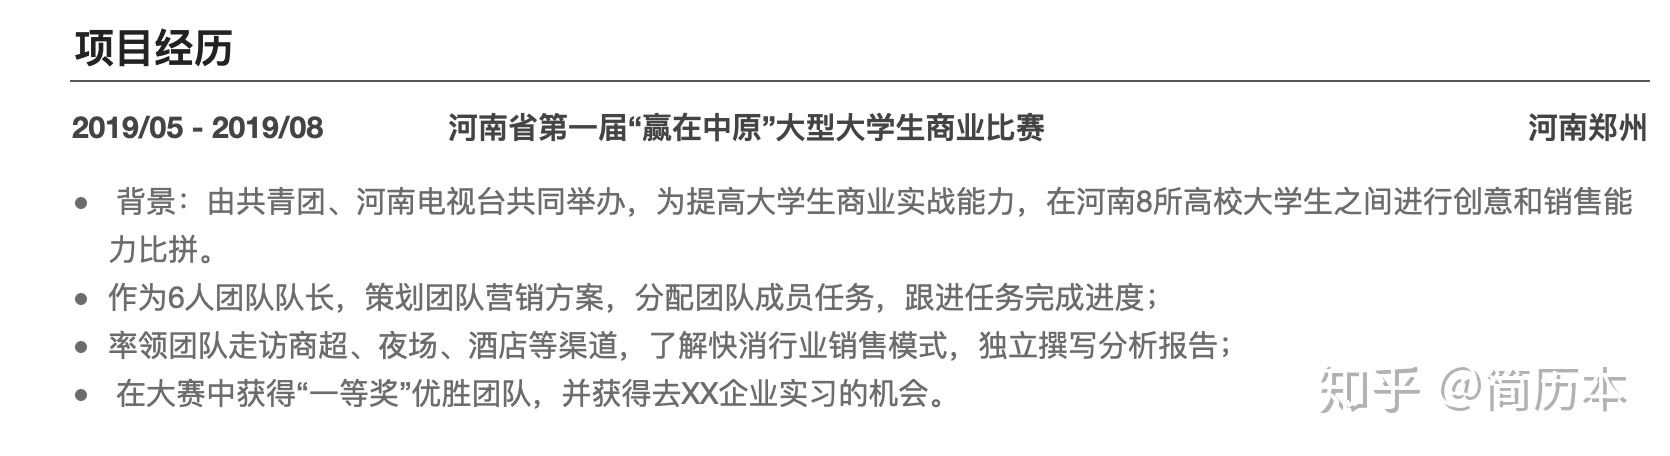 项目经历
2019/05 - 2019/08 河南省第一届“赢在中原”大型大学生商业比赛 河南郑州
● 背景：由共青团、河南电视台共同举办，为提高大学生商业实战能力，在河南8所高校大学生之间进行创意和销售能
力比拼。
● 作为6人团队队长，策划团队营销方案，分配团队成员任务，跟进任务完成进度；
● 率领团队走访商超、夜场、酒店等渠道，了解快消行业销售模式，独立撰写分析报告；
● 在大赛中获得“一等奖”优胜团队，并获得去XX企业实习的机会。
知乎 @简历本